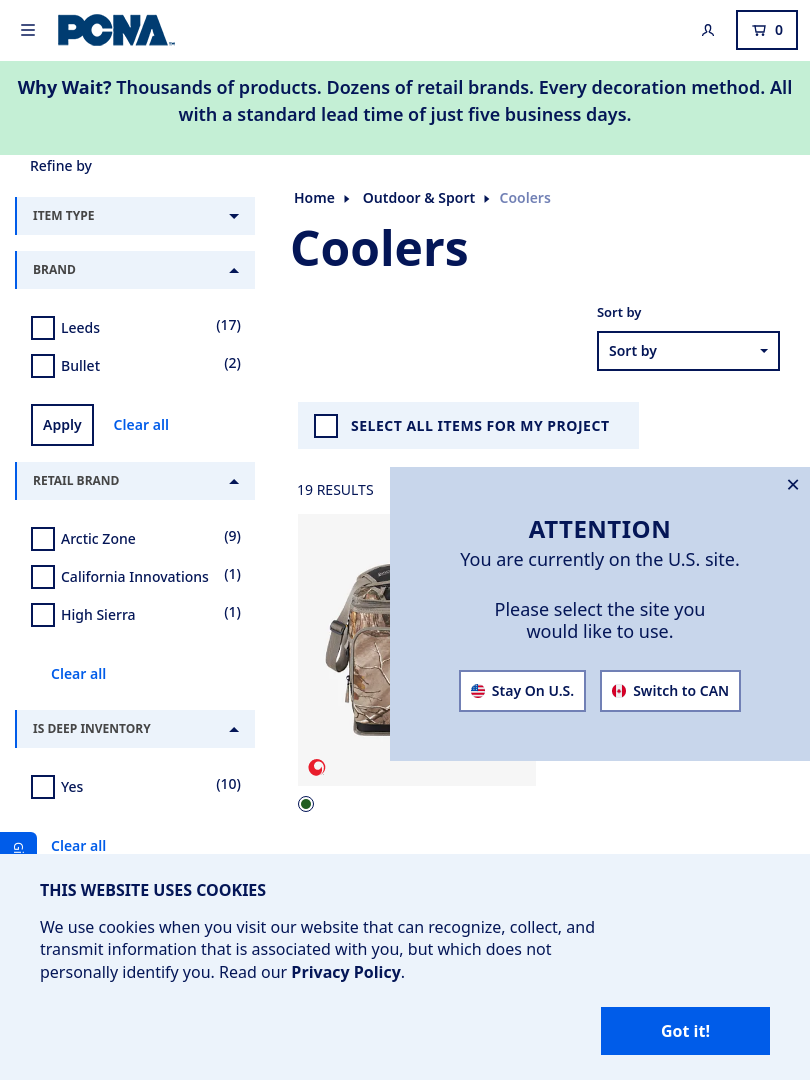 PCNA
0
Why Wait? Thousands of products. Dozens of retail brands. Every decoration method. All
with a standard lead time of just five business days.
Refine by
ITEM TYPE
BRAND
Leeds (17)
Bullet (2)
Apply Clear all
RETAIL BRAND
Arctic Zone (9)
California Innovations (1)
High Sierra (1)
Clear all
IS DEEP INVENTORY
Yes (10)
Clear all
Home Outdoor & Sport Coolers
Coolers
Sort by
Sort by
SELECT ALL ITEMS FOR MY PROJECT
19 RESULTS
ATTENTION
You are currently on the U.S. site.
Please select the site you
would like to use.
Stay On U.S. Switch to CAN
THIS WEBSITE USES COOKIES
We use cookies when you visit our website that can recognize, collect, and
transmit information that is associated with you, but which does not
personally identify you. Read our Privacy Policy.
Got it!